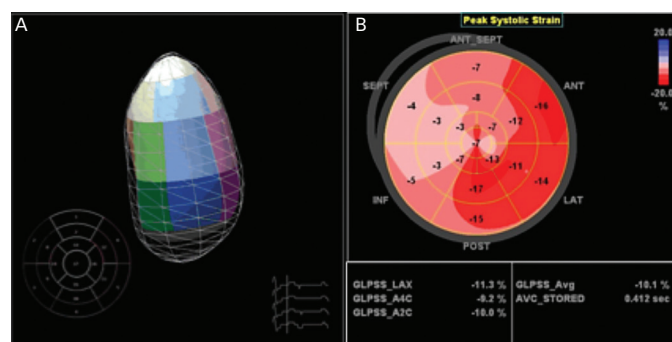 A
B
Peak Systolic Strain
20.0
ANT_SEPT
-7
SEPT
ANT
-20.0
%
-8
-4
-16
-3
-3
-7
-12
-7
-3
-7
-13
-11
-5
-17
-14
INF
LAT
-15
POST
GLPSS_LAX -11.3 %
GLPSS_Avg -10.1 %
GLPSS_A4C -9.2 %
AVC_STORED 0.412 sec
GLPSS_A2C -10.0 %